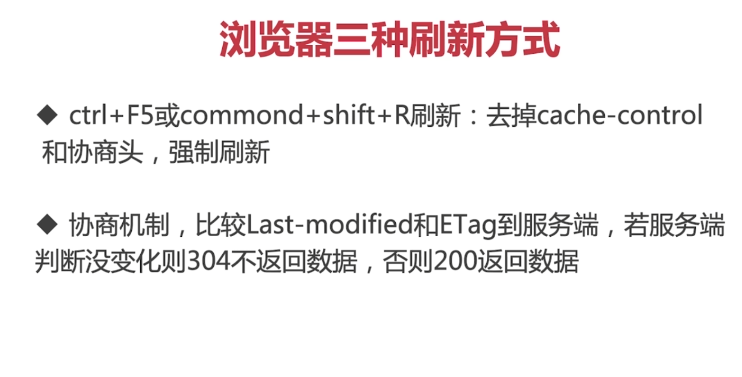 浏览器三种刷新方式
◆ ctrl+F5或commond+shift+R刷新：去掉cache-control
和协商头，强制刷新
◆ 协商机制，比较Last-modified和ETag到服务端，若服务端
判断没变化则304不返回数据，否则200返回数据